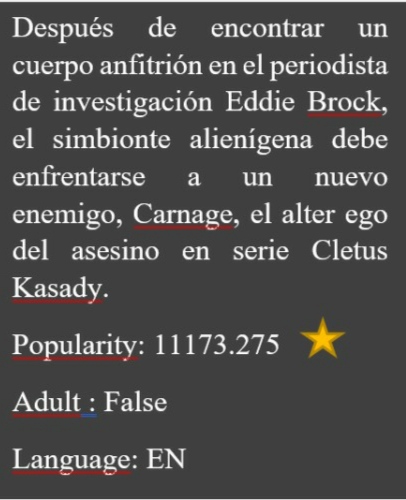 Después de encontrar un
cuerpo anfitrión en el periodista
de investigación Eddie Brock,
el simbionte alienígena debe
enfrentarse a un nuevo
enemigo, Carnage, el alter ego
del asesino en serie Cletus
Kasady.
Popularity: 11173.275
Adult : False
Language: EN